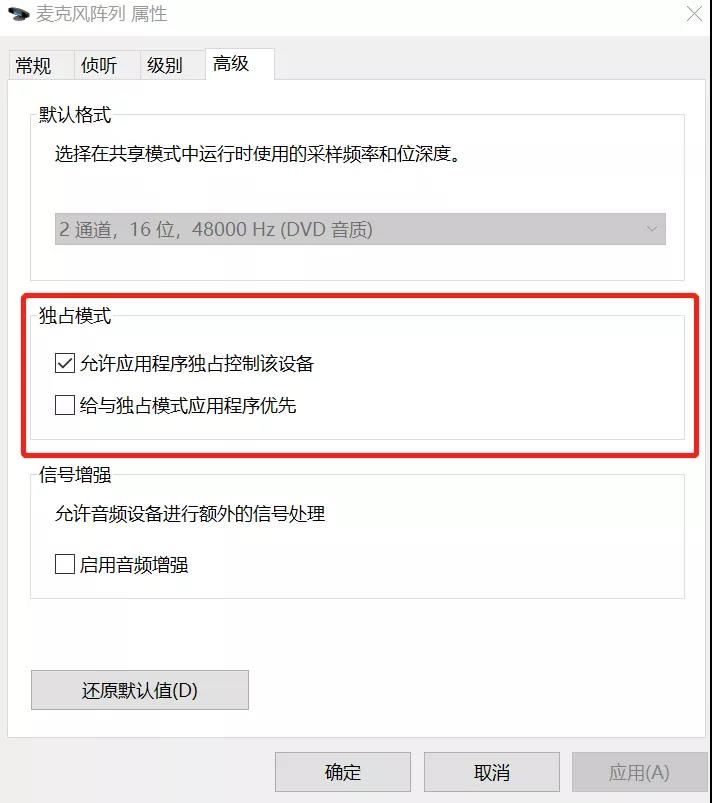 麦克风阵列 属性
常规
侦听
级别
高级
默认格式
选择在共享模式中运行时使用的采样频率和位深度。
2 通道，16 位，48000 Hz (DVD 音质)
独占模式
允许应用程序独占控制该设备
给与独占模式应用程序优先
信号增强
允许音频设备进行额外的信号处理
启用音频增强
还原默认值(D)
确定
取消
应用(A)